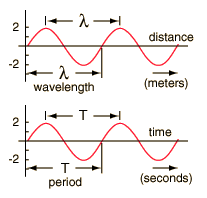 λ
2
distance
-2
λ
wavelength
(meters)
T
2
time
-2
T
period
(seconds)